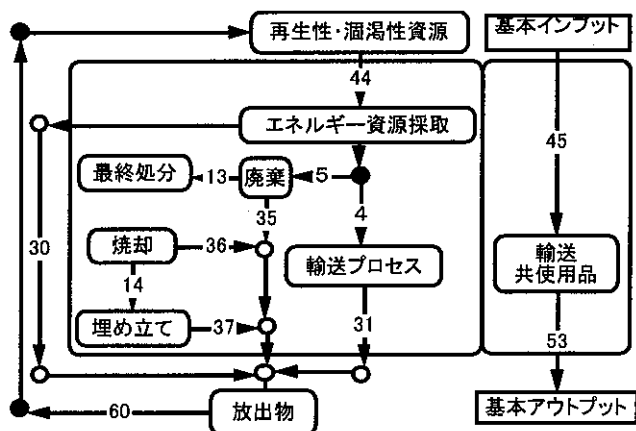 再生性・涸渇性資源
基本インプット
44
エネルギー資源採取
45
最終処分
13
廃棄
5
35
4
30
焼却
36
輸送プロセス
輸送
共使用品
14
埋め立て
37
31
53
60
放出物
基本アウトプット